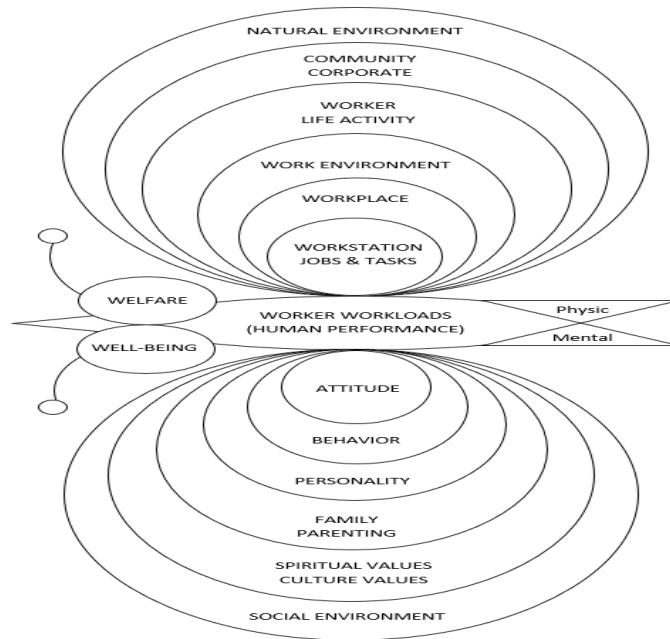 NATURAL ENVIRONMENT
COMMUNITY
CORPORATE
WORKER
LIFE ACTIVITY
WORK ENVIRONMENT
WORKPLACE
WORKSTATION
JOBS & TASKS
WELFARE
WORKER WORKLOADS
(HUMAN PERFORMANCE)
Physic
Mental
WELL-BEING
ATTITUDE
BEHAVIOR
PERSONALITY
FAMILY
PARENTING
SPIRITUAL VALUES
CULTURE VALUES
SOCIAL ENVIRONMENT